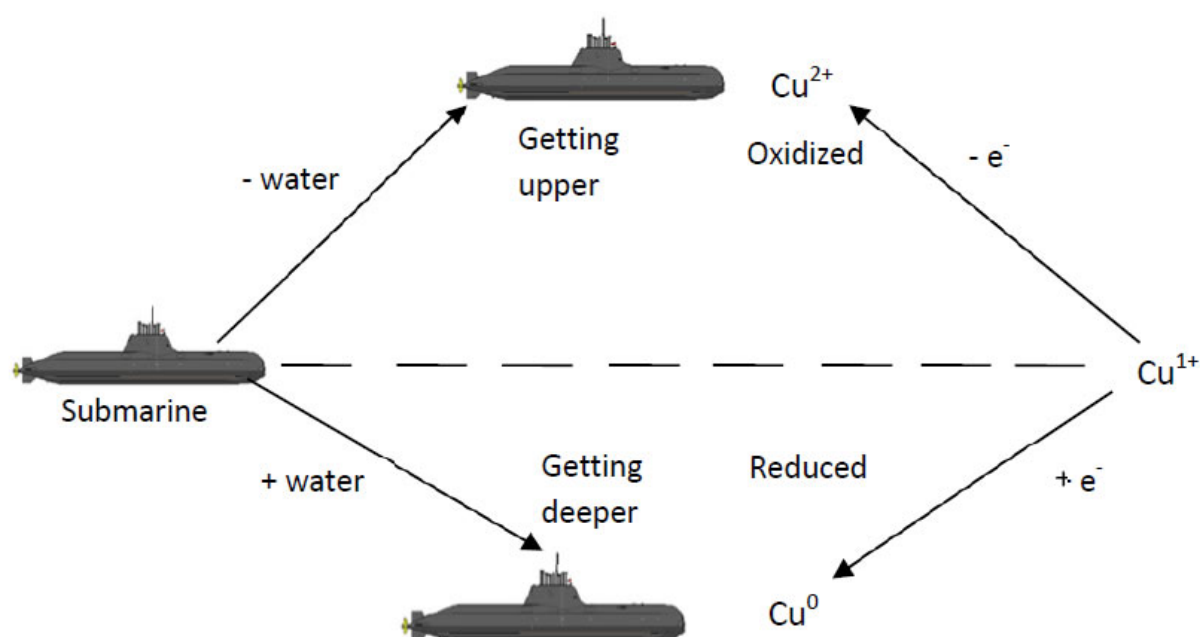 Cu²⁺
Getting
upper
Oxidized
- e⁻
- water
Cu¹⁺
Submarine
+ water
Getting
deeper
Reduced
+ e⁻
Cu⁰